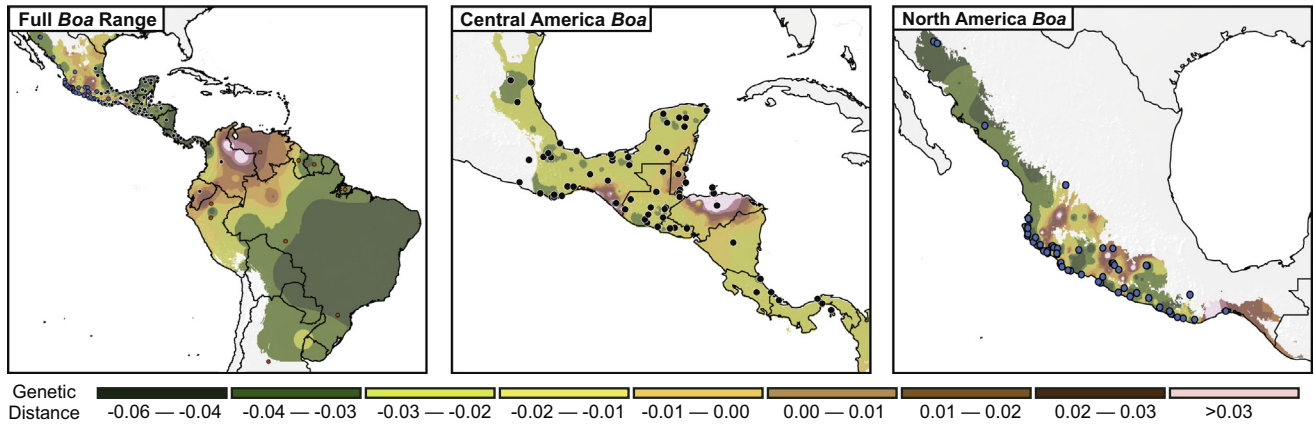 Full Boa Range
Central America Boa
North America Boa
Genetic
Distance
-0.06 — -0.04
-0.04 — -0.03
-0.03 — -0.02
-0.02 — -0.01
-0.01 — 0.00
0.00 — 0.01
0.01 — 0.02
0.02 — 0.03
>0.03